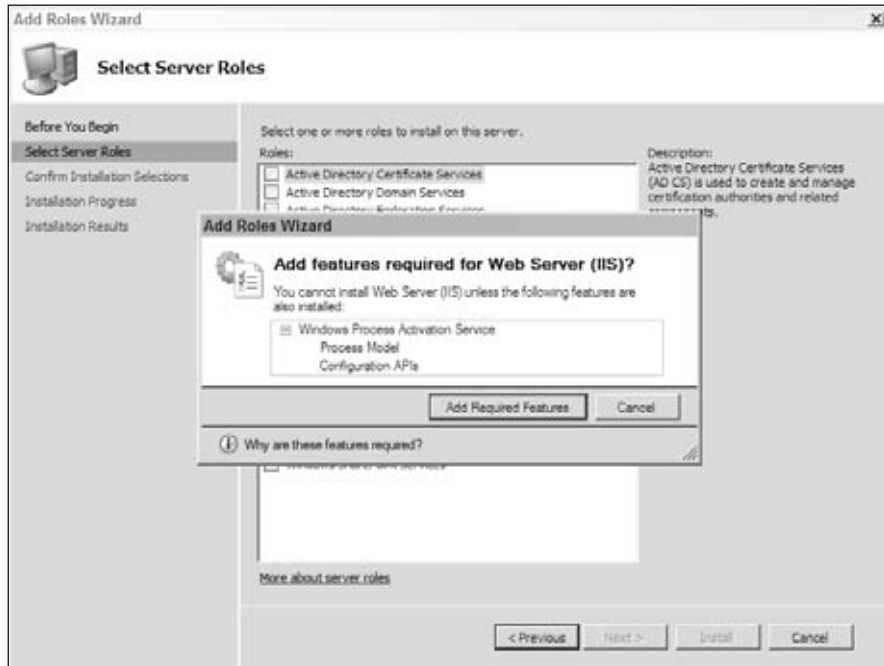 Add Roles Wizard
Select Server Roles
Before You Begin
Select Server Roles
Confirm Installation Selections
Installation Progress
Installation Results
Select one or more roles to install on this server.
Roles:
Active Directory Certificate Services
Active Directory Domain Services
Description:
Active Directory Certificate Services
(AD CS) is used to create and manage
certification authorities and related
Add Roles Wizard
Add features required for Web Server (IIS)?
You cannot install Web Server (IIS) unless the following features are
also installed:
Windows Process Activation Service
Process Model
Configuration APIs
Add Required Features
Cancel
Why are these features required?
More about server roles
< Previous
Next >
Install
Cancel